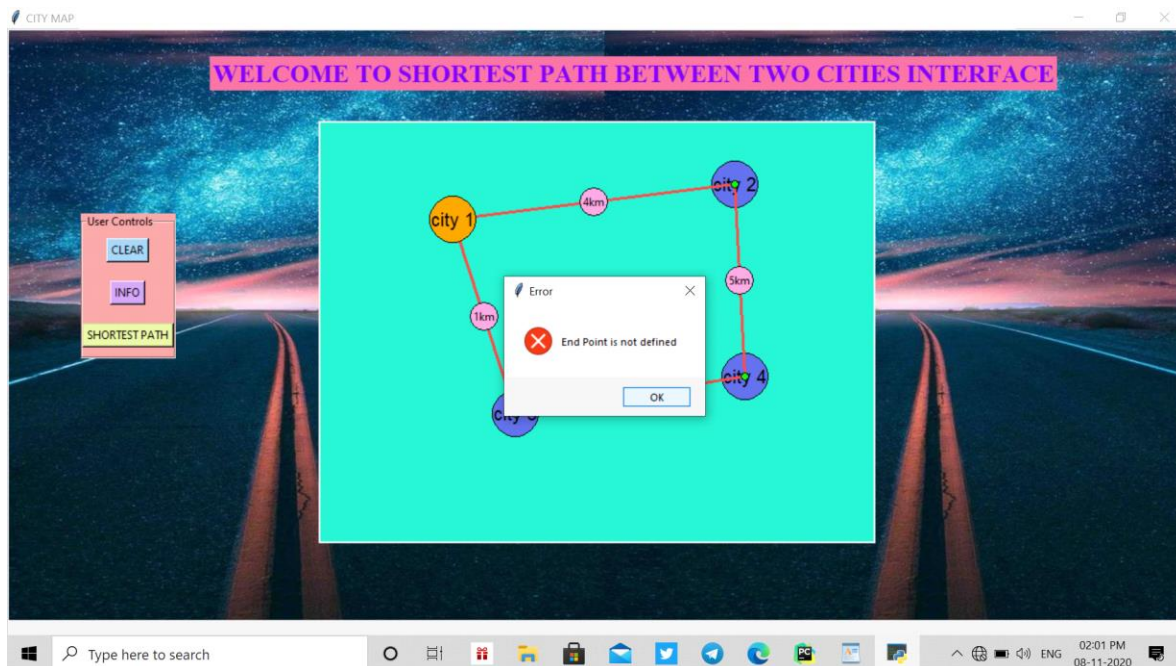 CITY MAP
WELCOME TO SHORTEST PATH BETWEEN TWO CITIES INTERFACE
city 2
4km
city 1
User Controls
CLEAR
5km
Error
INFO
1km
SHORTEST PATH
End Point is not defined
city 4
OK
city
Type here to search
PC
ENG
02:01 PM
08-11-2020